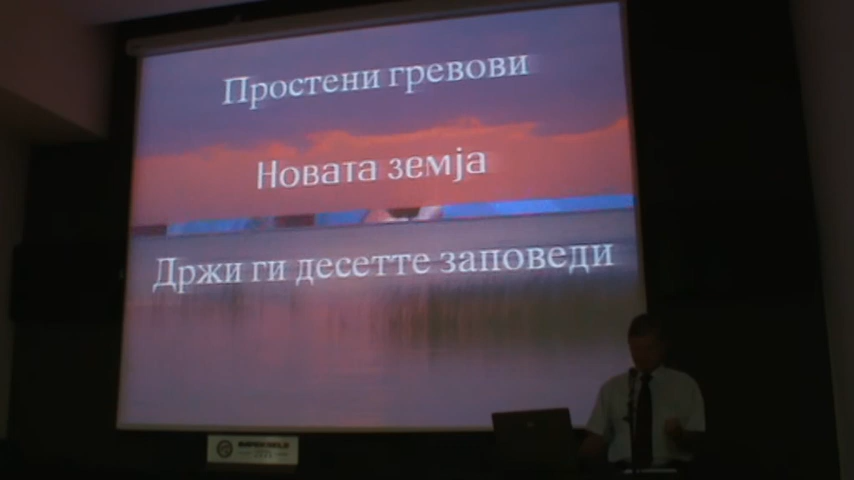 Простени гревови
Новата земја
Држи ги десетте заповеди